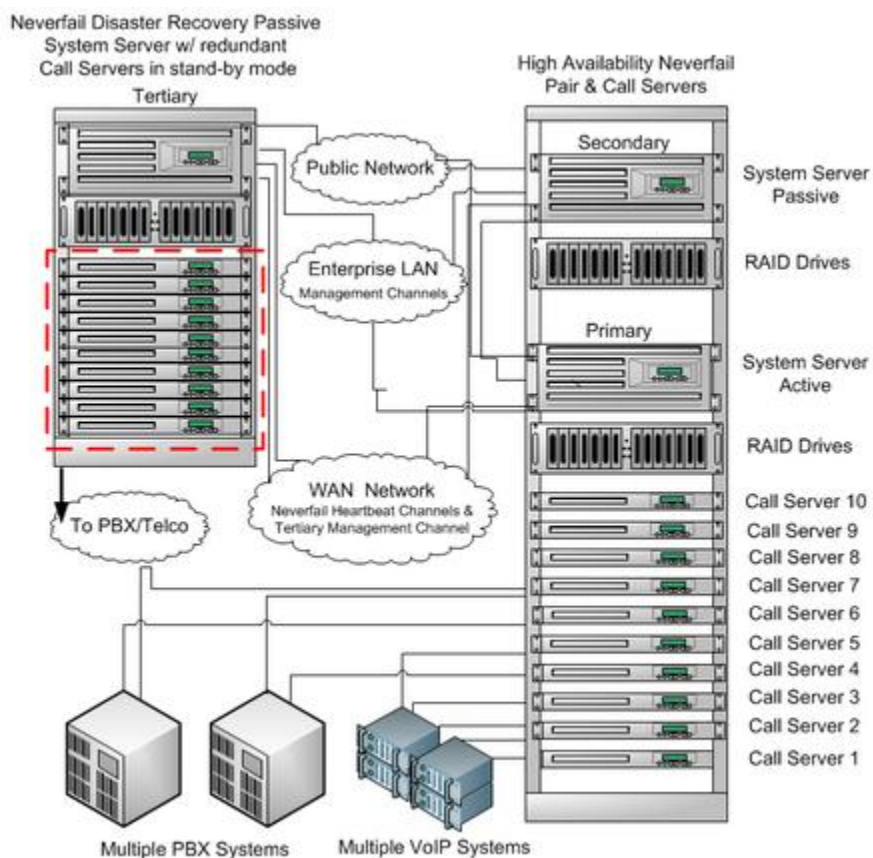 Neverfail Disaster Recovery Passive
System Server w/ redundant
Call Servers in stand-by mode
Tertiary
High Availability Neverfail
Pair & Call Servers
Secondary
System Server
Passive
RAID Drives
Primary
System Server
Active
RAID Drives
Call Server 10
Call Server 9
Call Server 8
Call Server 7
Call Server 6
Call Server 5
Call Server 4
Call Server 3
Call Server 2
Call Server 1
Public Network
Enterprise LAN
Management Channels
WAN Network
Neverfail Heartbeat Channels &
Tertiary Management Channel
To PBX/Telco
Multiple PBX Systems
Multiple VoIP Systems